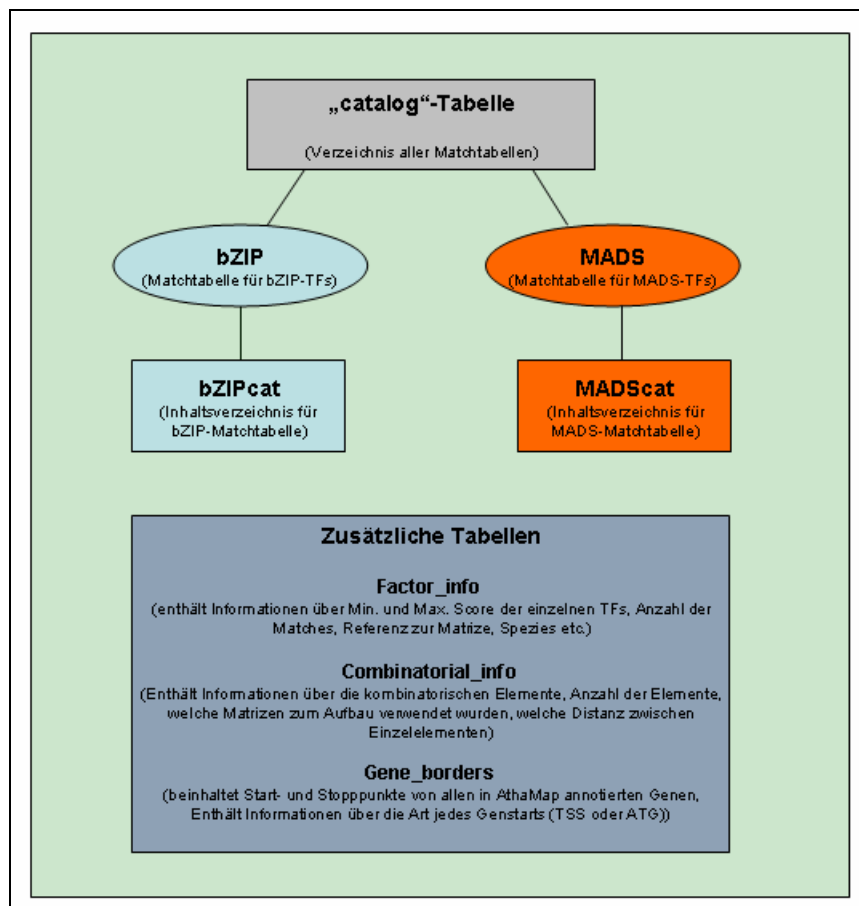 „catalog“-Tabelle
(Verzeichnis aller Matchtabellen)
bZIP
(Matchtabelle für bZIP-TFs)
MADS
(Matchtabelle für MADS-TFs)
bZIPcat
(Inhaltsverzeichnis für
bZIP-Matchtabelle)
MADScat
(Inhaltsverzeichnis für
MADS-Matchtabelle)
Zusätzliche Tabellen
Factor_info
(enthält Informationen über Min. und Max. Score der einzelnen TFs, Anzahl der
Matches, Referenz zur Matrize, Spezies etc.)
Combinatorial_info
(Enthält Informationen über die kombinatorischen Elemente, Anzahl der Elemente,
welche Matrizen zum Aufbau verwendet wurden, welche Distanz zwischen
Einzelelementen)
Gene_borders
(beinhaltet Start- und Stopppunkte von allen in AthaMap annotierten Genen,
Enthält Informationen über die Art jedes Genstarts (TSS oder ATG))